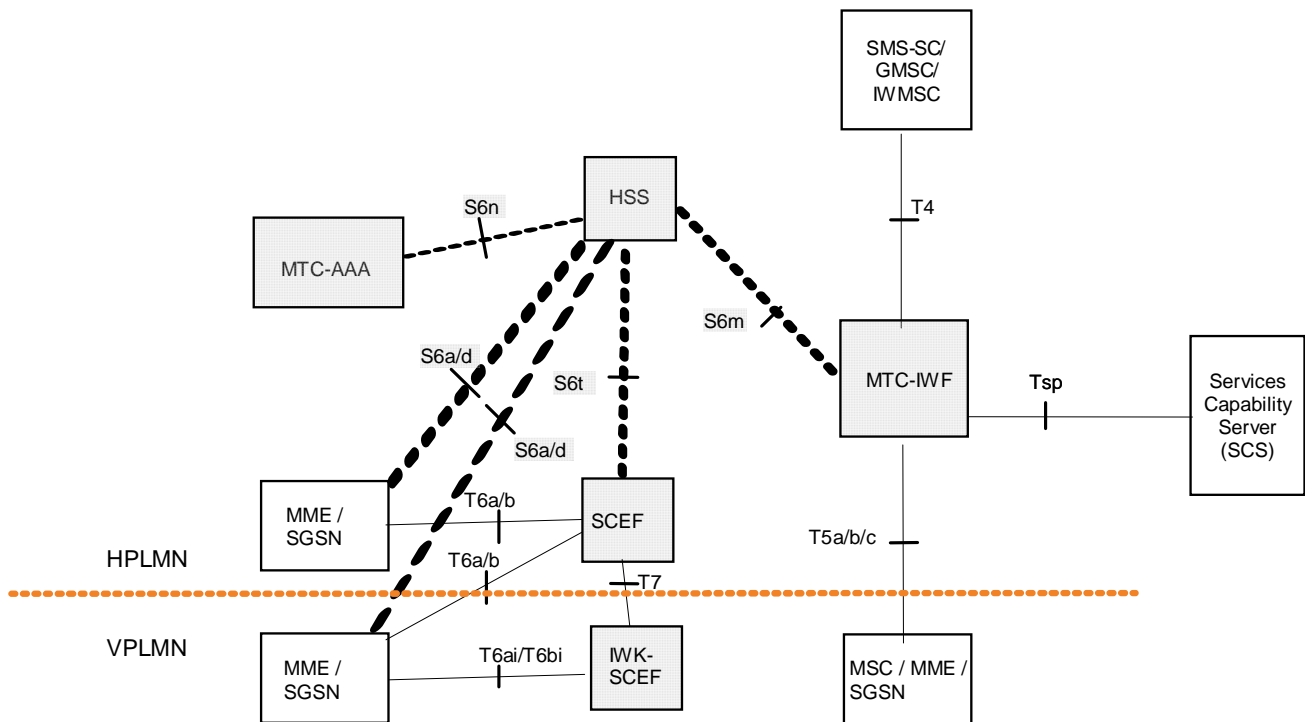 SMS-SC/
GMSC/
IWMSC
HSS
S6n
T4
MTC-AAA
S6m
S6a/d
S6t
MTC-IWF
Tsp
Services
Capability
Server
(SCS)
S6a/d
MME /
SGSN
T6a/b
SCEF
T5a/b/c
HPLMN
T6a/b
T7
VPLMN
MME /
SGSN
T6ai/T6bi
IWK-
SCEF
MSC / MME /
SGSN